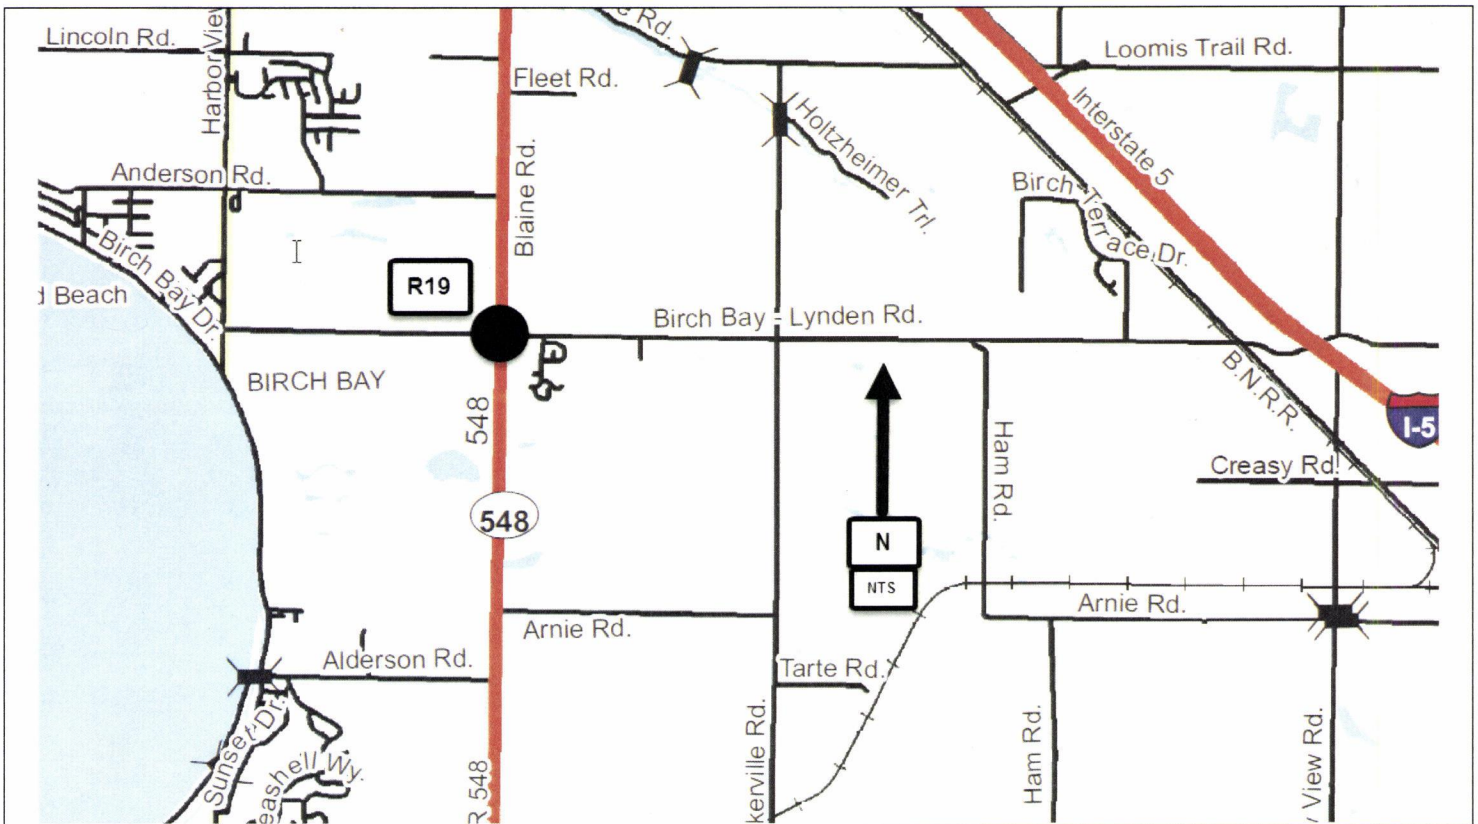 Lincoln Rd.
Harbor View
e Rd.
Loomis Trail Rd.
Fleet Rd.
Interstate 5
Holtzheimer Trl.
Blaine Rd.
Anderson Rd.
Birch Terrace Dr.
Birch Bay Dr.
d Beach
R19
Birch Bay - Lynden Rd.
BIRCH BAY
B.N.R.R.
I-5
548
Ham Rd.
Creasy Rd.
548
N
NTS
Arnie Rd.
Arnie Rd.
Alderson Rd.
Tarte Rd.
Sunset Dr.
eashell Wy.
R 548
kerville Rd.
Ham Rd.
View Rd.